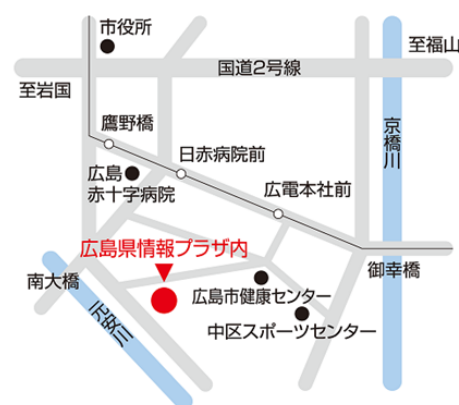 市役所
至福山
国道2号線
至岩国
京橋川
鷹野橋
日赤病院前
広島
赤十字病院
広電本社前
広島県情報プラザ内
御幸橋
南大橋
広島市健康センター
元安川
中区スポーツセンター